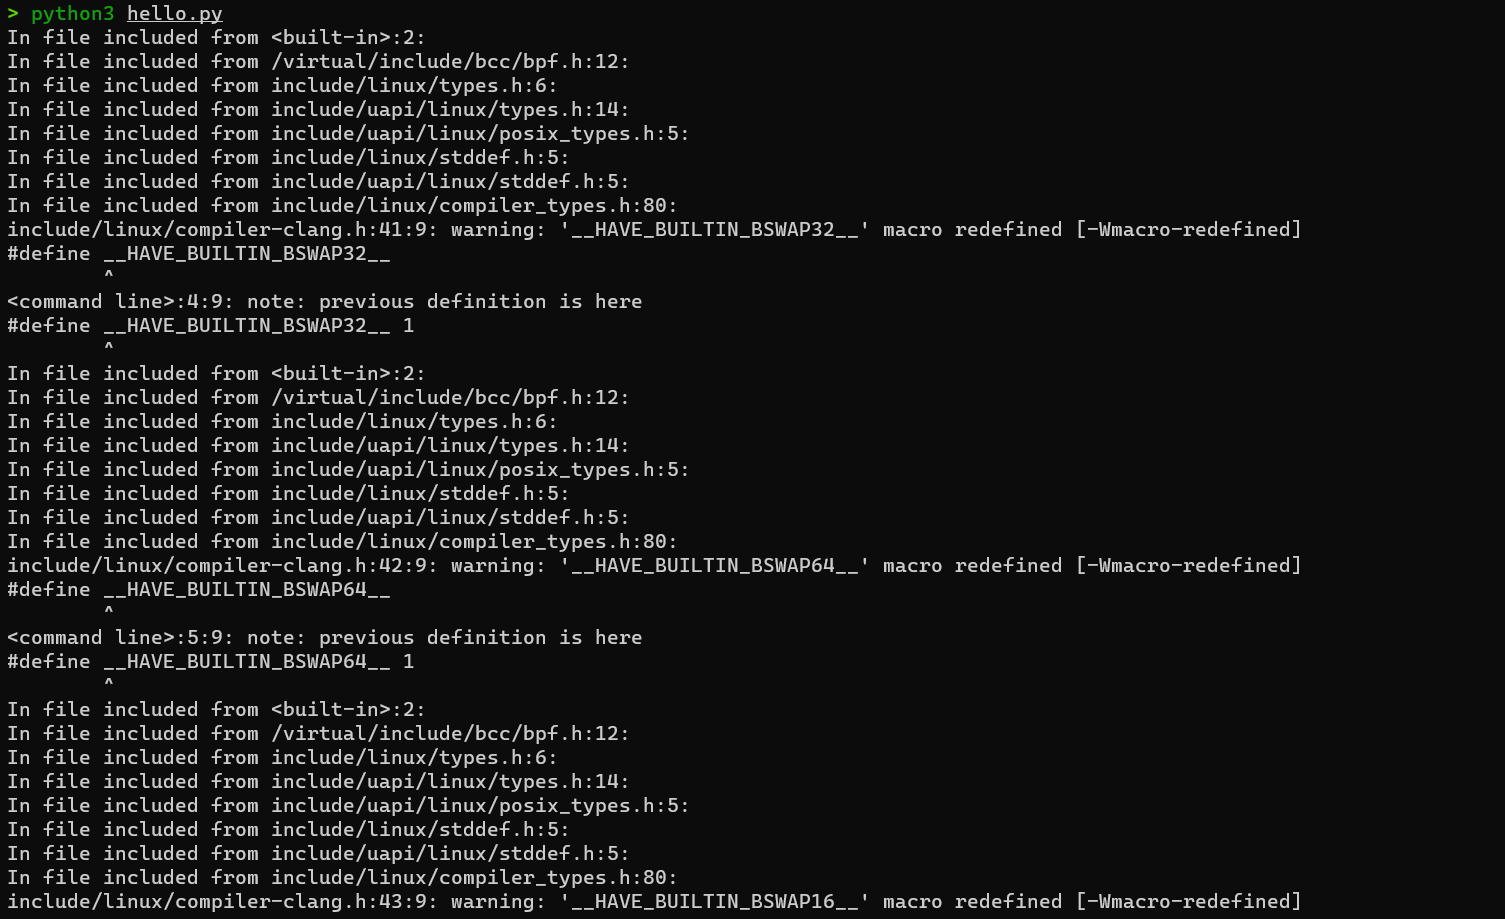 > python3 hello.py
In file included from <built-in>:2:
In file included from /virtual/include/bcc/bpf.h:12:
In file included from include/linux/types.h:6:
In file included from include/uapi/linux/types.h:14:
In file included from include/uapi/linux/posix_types.h:5:
In file included from include/linux/stddef.h:5:
In file included from include/uapi/linux/stddef.h:5:
In file included from include/linux/compiler_types.h:80:
include/linux/compiler-clang.h:41:9: warning: '__HAVE_BUILTIN_BSWAP32__' macro redefined [-Wmacro-redefined]
#define __HAVE_BUILTIN_BSWAP32__
        ^
<command line>:4:9: note: previous definition is here
#define __HAVE_BUILTIN_BSWAP32__ 1
        ^
In file included from <built-in>:2:
In file included from /virtual/include/bcc/bpf.h:12:
In file included from include/linux/types.h:6:
In file included from include/uapi/linux/types.h:14:
In file included from include/uapi/linux/posix_types.h:5:
In file included from include/linux/stddef.h:5:
In file included from include/uapi/linux/stddef.h:5:
In file included from include/linux/compiler_types.h:80:
include/linux/compiler-clang.h:42:9: warning: '__HAVE_BUILTIN_BSWAP64__' macro redefined [-Wmacro-redefined]
#define __HAVE_BUILTIN_BSWAP64__
        ^
<command line>:5:9: note: previous definition is here
#define __HAVE_BUILTIN_BSWAP64__ 1
        ^
In file included from <built-in>:2:
In file included from /virtual/include/bcc/bpf.h:12:
In file included from include/linux/types.h:6:
In file included from include/uapi/linux/types.h:14:
In file included from include/uapi/linux/posix_types.h:5:
In file included from include/linux/stddef.h:5:
In file included from include/uapi/linux/stddef.h:5:
In file included from include/linux/compiler_types.h:80:
include/linux/compiler-clang.h:43:9: warning: '__HAVE_BUILTIN_BSWAP16__' macro redefined [-Wmacro-redefined]